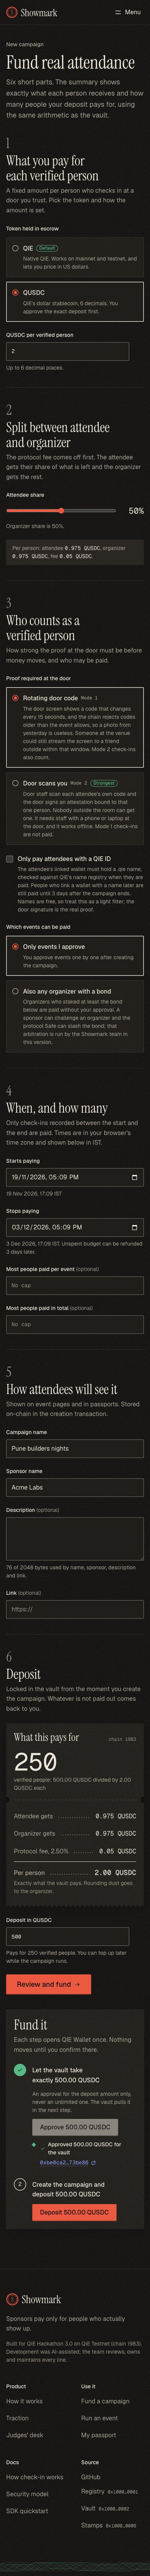 Showmark
Menu
New campaign
Fund real attendance
Six short parts. The summary shows
exactly what each person receives and how
many people your deposit pays for, using
the same arithmetic as the vault.
1
What you pay for
each verified person
A fixed amount per person who checks in at a
door you trust. Pick the token and how the
amount is set.
Token held in escrow
QIE Default
Native QIE. Works on mainnet and testnet, and
lets you price in US dollars.
QUSDC
QIE's dollar stablecoin, 6 decimals. You
approve the exact deposit first.
QUSDC per verified person
2
Up to 6 decimal places.
2
Split between attendee
and organizer
The protocol fee comes off first. The attendee
gets their share of what is left and the organizer
gets the rest.
Attendee share
50%
Organizer share is 50%.
Per person: attendee 0.975 QUSDC, organizer
0.975 QUSDC, fee 0.05 QUSDC.
3
Who counts as a
verified person
How strong the proof at the door must be before
money moves, and who may be paid.
Proof required at the door
Rotating door code Mode 1
The door screen shows a code that changes
every 15 seconds, and the chain rejects codes
older than the event allows, so a photo from
yesterday is useless. Someone at the venue
could still stream the screen to a friend
outside within that window. Mode 2 check-ins
also count.
Door scans you Mode 2 Strongest
Door staff scan each attendee's own code and
the door signs an attestation bound to that
one person. Nobody outside the room can get
one. It needs staff with a phone or laptop at
the door, and it works offline. Mode 1 check-ins
are not paid.
Only pay attendees with a QIE ID
The attendee's linked wallet must hold a .qie name,
checked against QIE's name registry when they are
paid. People who link a wallet with a name later are
still paid until 3 days after the campaign ends.
Names are free, so treat this as a light filter; the
door signature is the real proof.
Which events can be paid
Only events I approve
You approve events one by one after creating
the campaign.
Also any organizer with a bond
Organizers who staked at least the bond
below are paid without your approval. A
sponsor can challenge an organizer and the
protocol Safe can slash the bond; that
arbitration is run by the Showmark team in
this version.
4
When, and how many
Only check-ins recorded between the start and
the end are paid. Times are in your browser's
time zone and shown below in IST.
Starts paying
19/11/2026, 05:09 PM
19 Nov 2026, 17:09 IST
Stops paying
03/12/2026, 05:09 PM
3 Dec 2026, 17:09 IST. Unspent budget can be refunded
3 days later.
Most people paid per event (optional)
No cap
Most people paid in total (optional)
No cap
5
How attendees will see it
Shown on event pages and in passports. Stored
on-chain in the creation transaction.
Campaign name
Pune builders nights
Sponsor name
Acme Labs
Description (optional)
76 of 2048 bytes used by name, sponsor, description
and link.
Link (optional)
https://
6
Deposit
Locked in the vault from the moment you create
the campaign. Whatever is not paid out comes
back to you.
What this pays for
chain 1983
250
verified people: 500.00 QUSDC divided by 2.00
QUSDC each
Attendee gets 0.975 QUSDC
Organizer gets 0.975 QUSDC
Protocol fee, 2.50% 0.05 QUSDC
Per person 2.00 QUSDC
Exactly what the vault pays. Rounding dust goes
to the organizer.
Deposit in QUSDC
500
Pays for 250 verified people. You can top up later
while the campaign runs.
Review and fund →
Fund it
Each step opens QIE Wallet once. Nothing
moves until you confirm there.
Let the vault take
exactly 500.00 QUSDC
An approval for the deposit amount only,
never an unlimited one. The vault pulls it
in the next step.
Approve 500.00 QUSDC
Approved 500.00 QUSDC for
the vault
2
Create the campaign and
deposit 500.00 QUSDC
Deposit 500.00 QUSDC
Showmark
Sponsors pay only for people who actually
show up.
Built for QIE Hackathon 3.0 on QIE Testnet (chain 1983).
Development was AI-assisted; the team reviews, owns
and maintains every line.
Product
Use it
How it works
Fund a campaign
Traction
Run an event
Judges' desk
My passport
Docs
Source
How check-in works
GitHub
Security model
Registry
SDK quickstart
Vault
Stamps